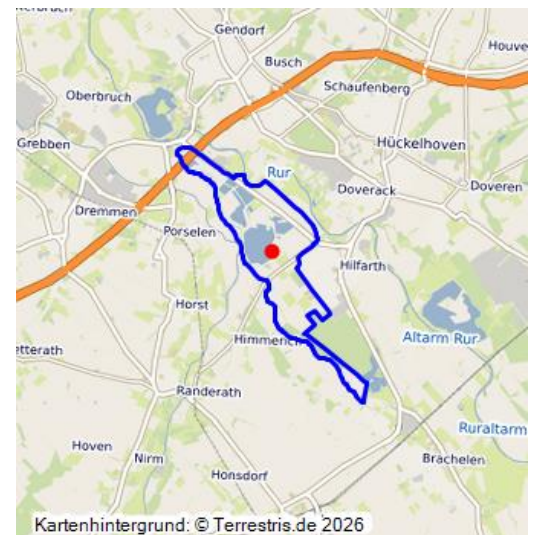 Gendorf
Houve
Busch
Schaufenberg
Oberbruch
Grebben
Hückelhoven
Rur
Doverack
Doveren
Dremmen
Porselen
Hilfarth
Horst
Altarm Rur
Himmerich
etterath
Randerath
Ruraltarm
Hoven
Nirm
Brachelen
Honsdorf
Kartenhintergrund: © Terrestris.de 2026